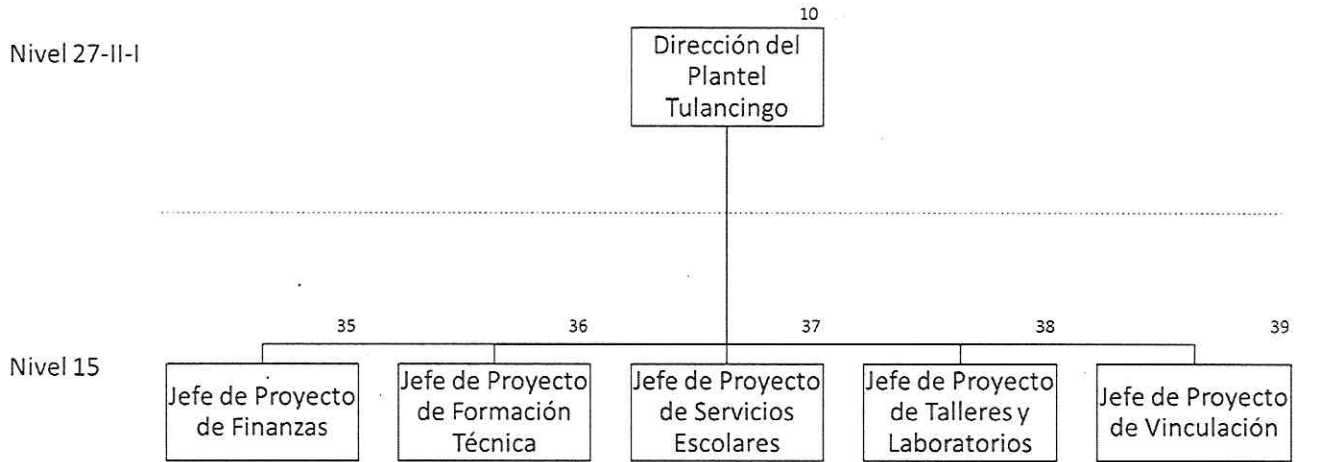 10
Nivel 27-II-I
Dirección del
Plantel
Tulancingo
35
36
37
38
39
Nivel 15
Jefe de Proyecto
de Finanzas
Jefe de Proyecto
de Formación
Técnica
Jefe de Proyecto
de Servicios
Escolares
Jefe de Proyecto
de Talleres y
Laboratorios
Jefe de Proyecto
de Vinculación